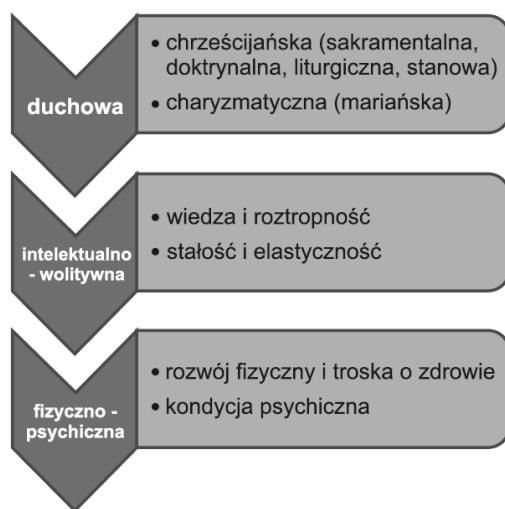 duchowa
• chrześcijańska (sakramentalna,
doktrynalna, liturgiczna, stanowa)
• charyzmatyczna (mariańska)
intelektualno
- wolitywna
• wiedza i roztropność
• stałość i elastyczność
fizyczno -
psychiczna
• rozwój fizyczny i troska o zdrowie
• kondycja psychiczna